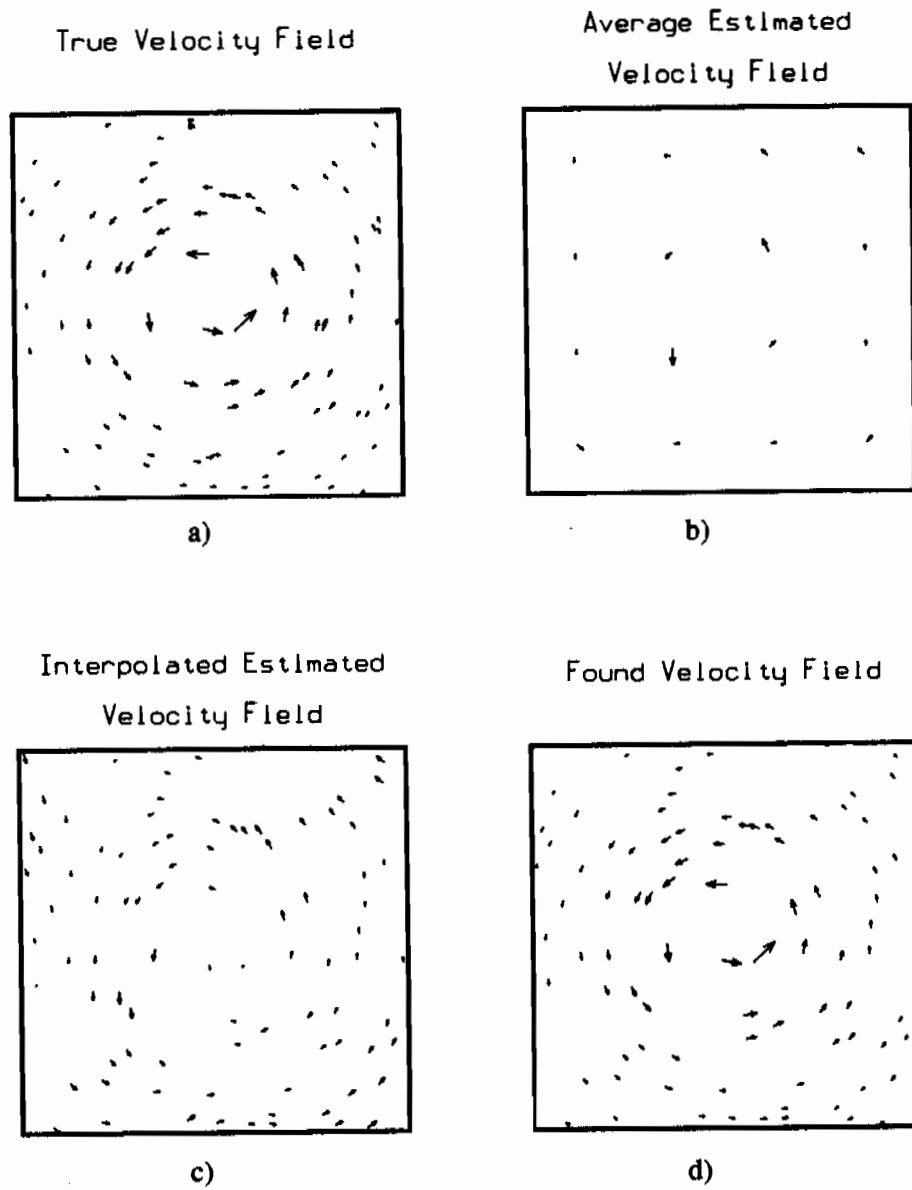 True Velocity Field
Average Estimated
Velocity Field
a)
b)
Interpolated Estimated
Velocity Field
Found Velocity Field
c)
d)